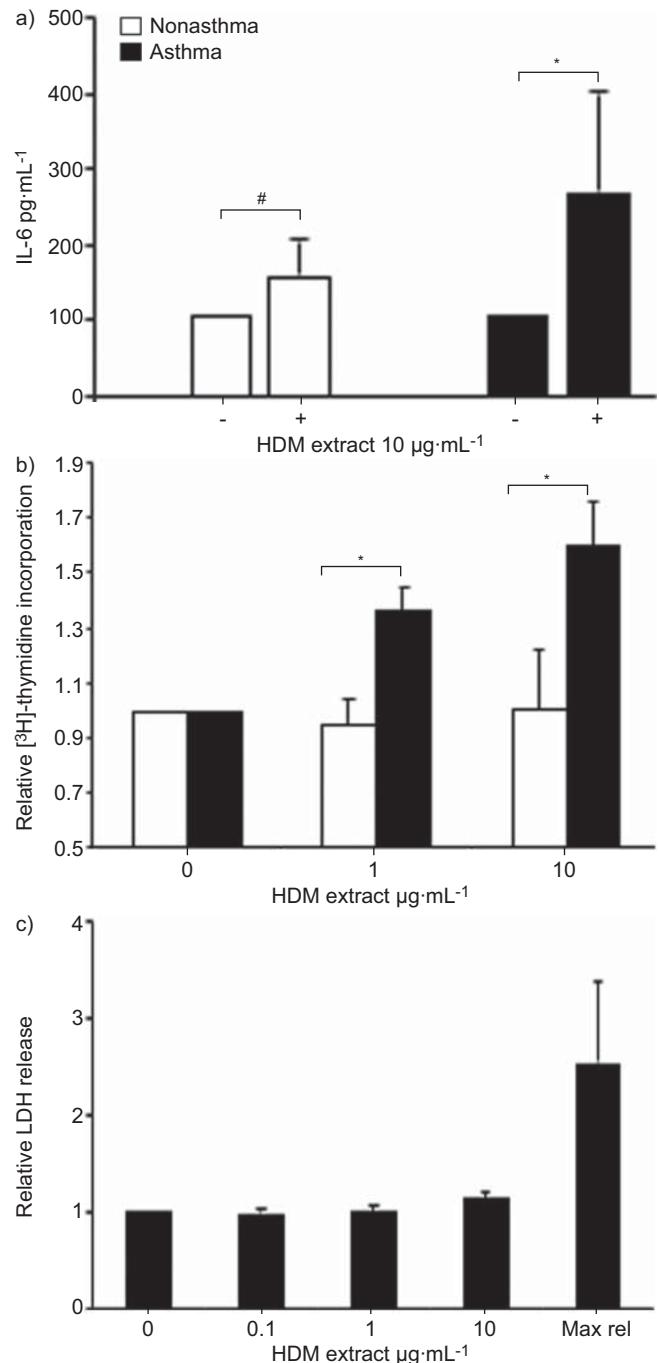 a)
500
400
300
200
100
0
IL-6 pg·mL-1
Nonasthma
Asthma
#
*
- + - +
HDM extract 10 µg·mL-1
b)
1.9
1.7
1.5
1.3
1.1
0.9
0.7
0.5
Relative [3H]-thymidine incorporation
*
*
0 1 10
HDM extract µg·mL-1
c)
4
3
2
1
0
Relative LDH release
0 0.1 1 10 Max rel
HDM extract µg·mL-1